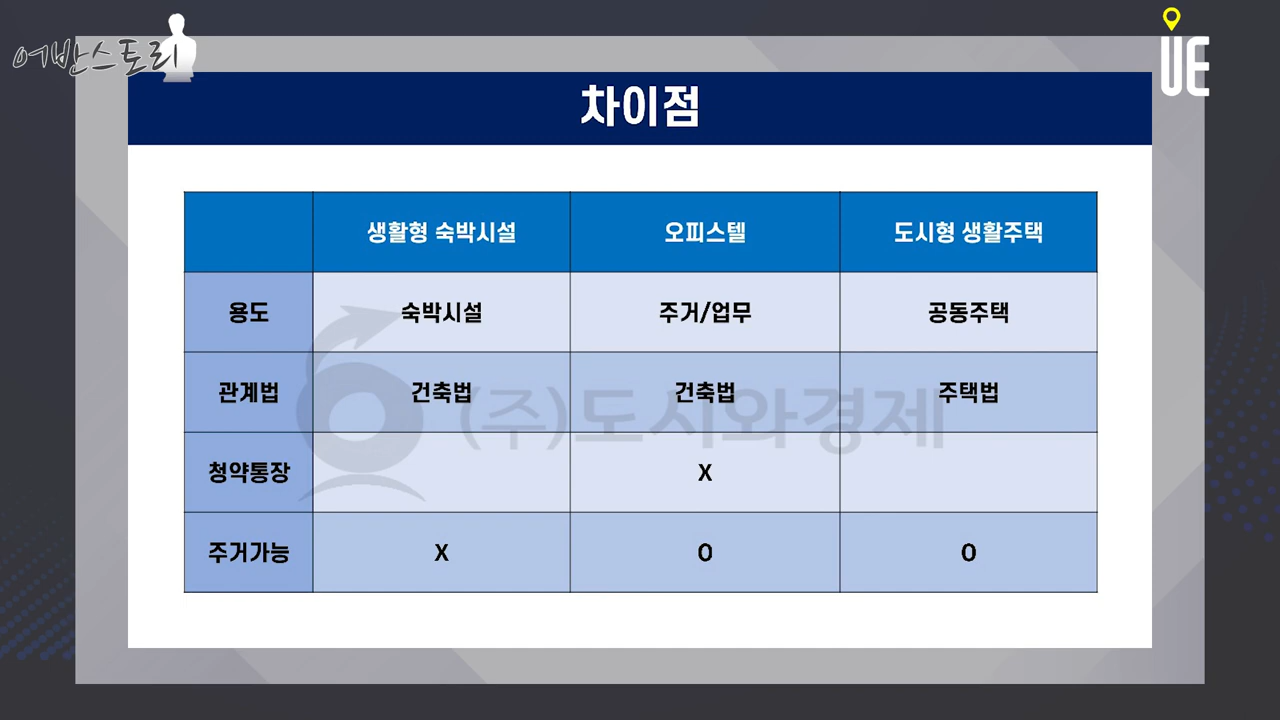 어반스토리
UE
차이점
생활형 숙박시설 오피스텔 도시형 생활주택
용도 숙박시설 주거/업무 공동주택
관계법 건축법 건축법 주택법
(주)도시와경제
청약통장 X
주거가능 X O O